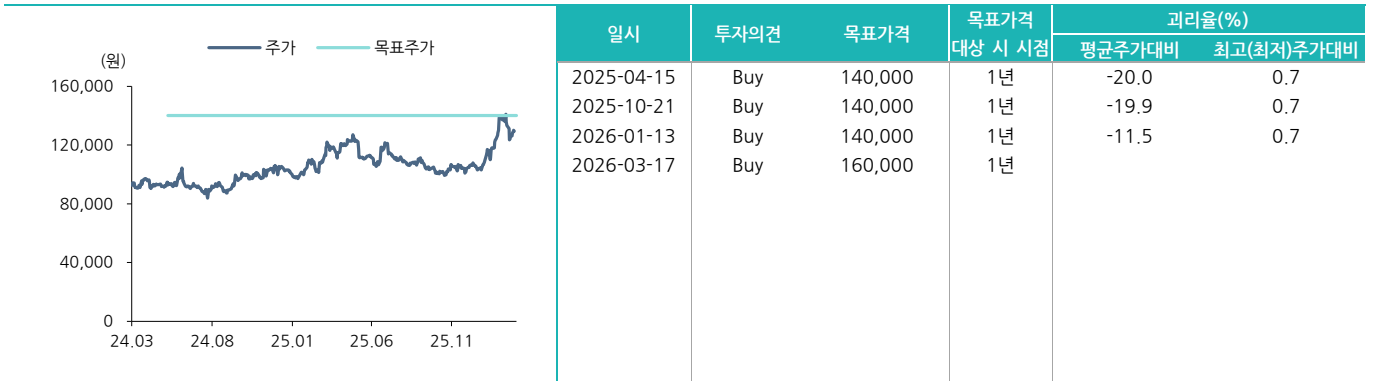 주가 목표주가
(원)
160,000
120,000
80,000
40,000
0
24.03 24.08 25.01 25.06 25.11
일시 투자의견 목표가격 목표가격 대상 시 시점 괴리율(%)
평균주가대비 최고(최저)주가대비
2025-04-15 Buy 140,000 1년 -20.0 0.7
2025-10-21 Buy 140,000 1년 -19.9 0.7
2026-01-13 Buy 140,000 1년 -11.5 0.7
2026-03-17 Buy 160,000 1년